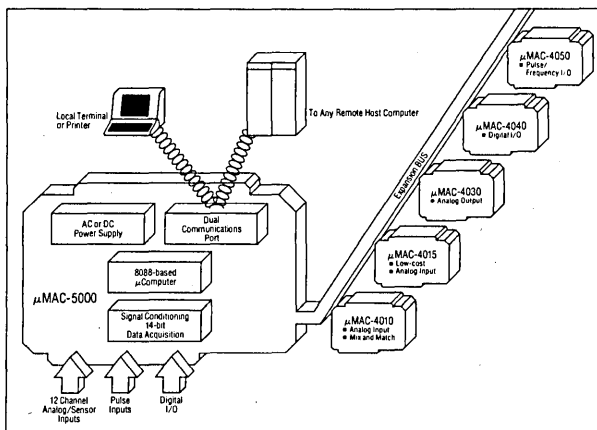 Local Terminal
or Printer
To Any Remote Host Computer
AC or DC
Power Supply
Dual
Communications
Port
8088-based
μComputer
μMAC-5000
Signal Conditioning
14-bit
Data Acquisition
12 Channel
Analog/Sensor
Inputs
Pulse
Inputs
Digital
I/O
Expansion BUS
μMAC-4050
■ Pulse/
Frequency I/O
μMAC-4040
■ Digital I/O
μMAC-4030
■ Analog Output
μMAC-4015
■ Low-cost
■ Analog Input
μMAC-4010
■ Analog Input
■ Mix and Match